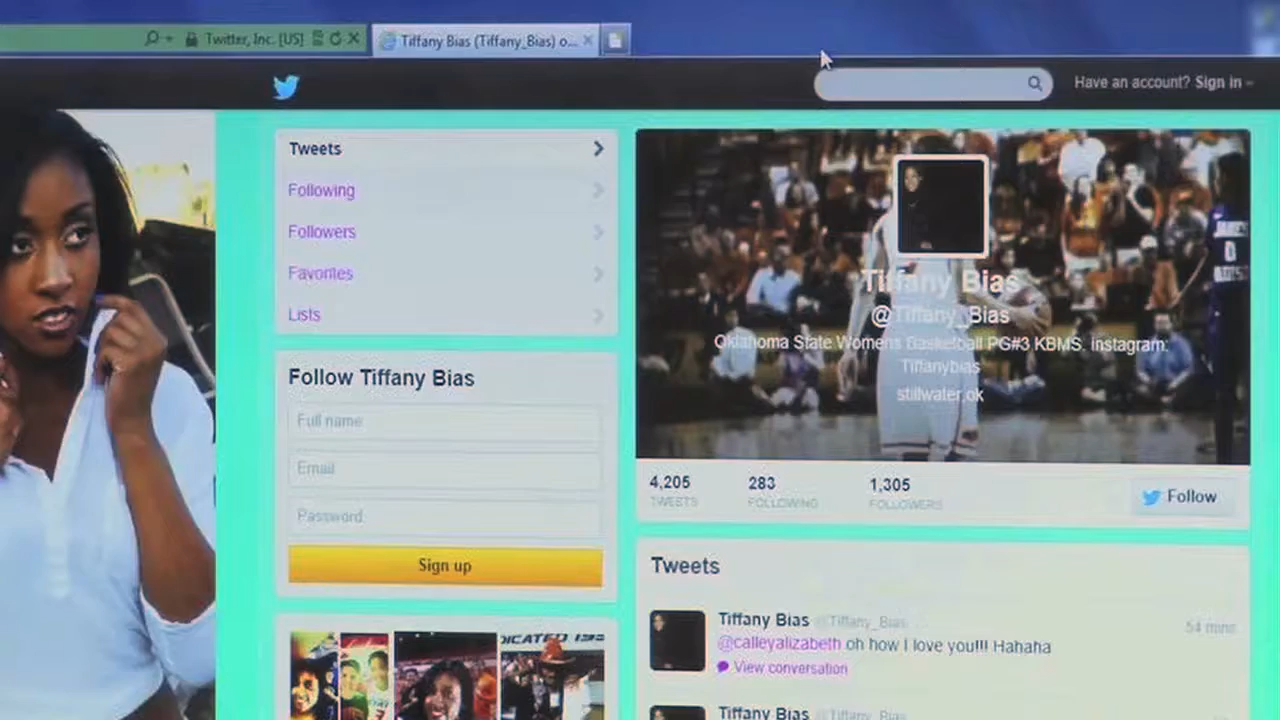 Twitter, Inc. [US]
Tiffany Bias (Tiffany_Bias) o...
Have an account? Sign in
Tweets
Following
Followers
Favorites
Lists
Follow Tiffany Bias
Full name
Email
Password
Sign up
Tiffany Bias
@Tiffany_Bias
Oklahoma State Womens Basketball PG#3 KBMS. instagram:
Tiffanybias
stillwater,ok
4,205
TWEETS
283
FOLLOWING
1,305
FOLLOWERS
Follow
Tweets
Tiffany Bias @Tiffany_Bias
54 mins
@calleyalizabeth oh how I love you!!! Hahaha
View conversation
Tiffany Bias @Tiffany_Bias